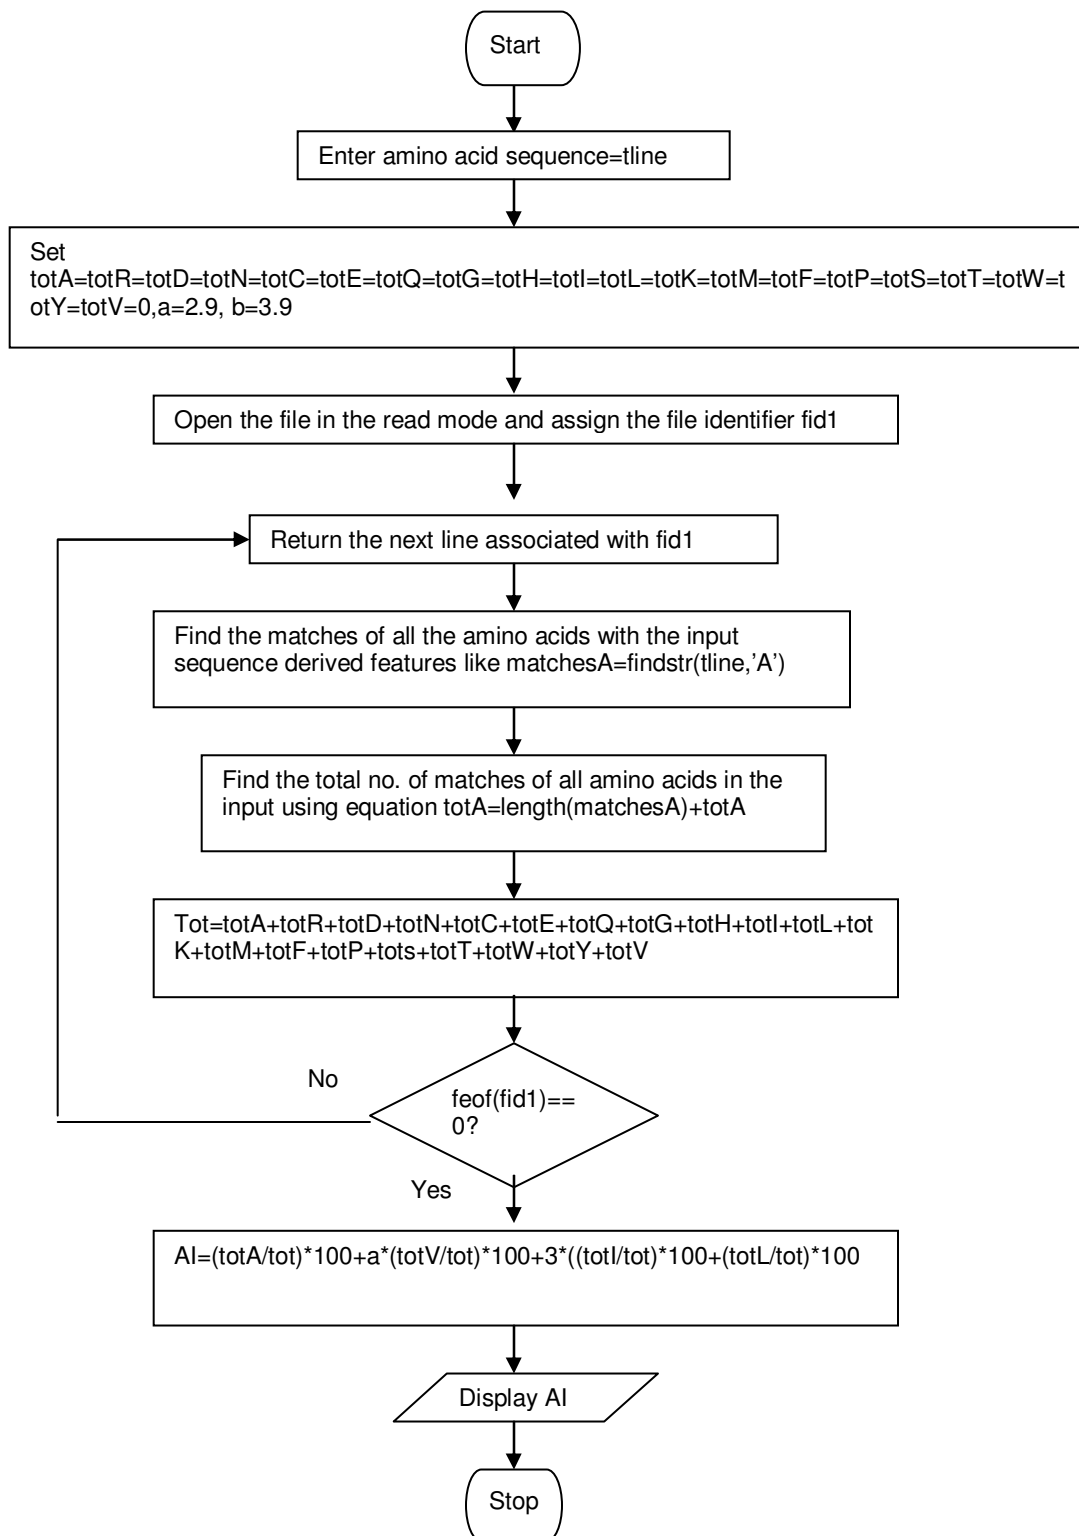 Start
Enter amino acid sequence=tline
Set
totA=totR=totD=totN=totC=totE=totQ=totG=totH=totI=totL=totK=totM=totF=totP=totS=totT=totW=t
otY=totV=0,a=2.9, b=3.9
Open the file in the read mode and assign the file identifier fid1
Return the next line associated with fid1
Find the matches of all the amino acids with the input
sequence derived features like matchesA=findstr(tline,’A’)
Find the total no. of matches of all amino acids in the
input using equation totA=length(matchesA)+totA
Tot=totA+totR+totD+totN+totC+totE+totQ+totG+totH+totI+totL+tot
K+totM+totF+totP+tots+totT+totW+totY+totV
No
feof(fid1)==
0?
Yes
AI=(totA/tot)*100+a*(totV/tot)*100+3*((totI/tot)*100+(totL/tot)*100
Display AI
Stop